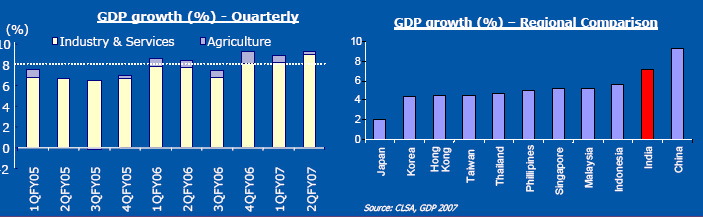 GDP growth (%) - Quarterly
(%)
Industry & Services
Agriculture
10
8
6
4
2
0
-2
1QFY05
2QFY05
3QFY05
4QFY05
1QFY06
2QFY06
3QFY06
4QFY06
1QFY07
2QFY07
GDP growth (%) – Regional Comparison
10
8
6
4
2
0
Japan
Korea
Hong
Kong
Taiwan
Thailand
Phillipines
Singapore
Malaysia
Indonesia
India
China
Source: CLSA, GDP 2007